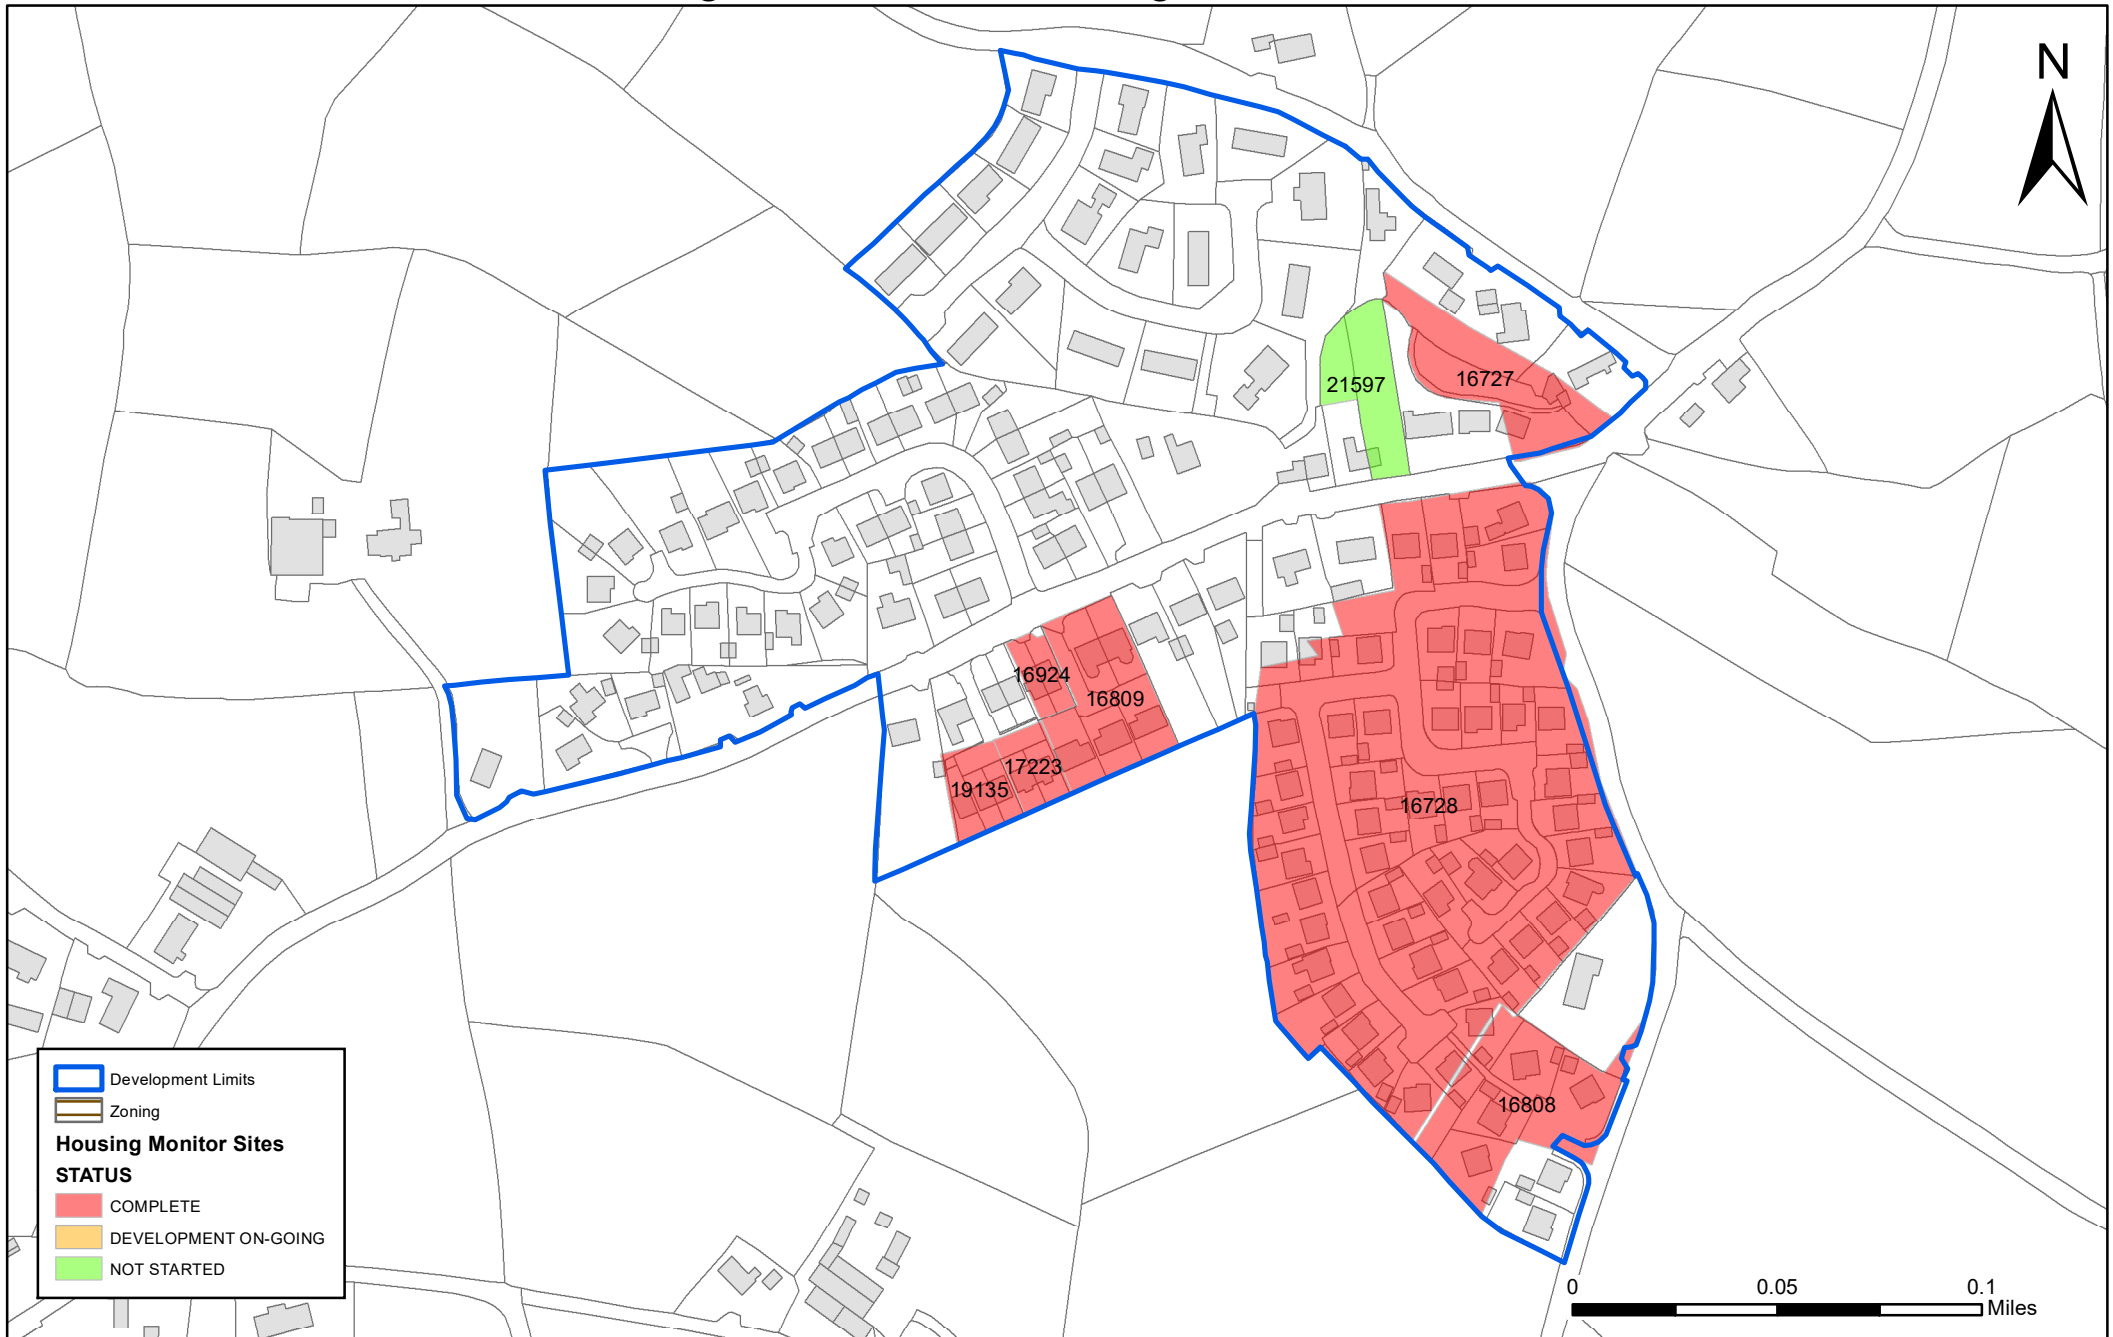 N
21597
16727
16924
16809
17223
19135
16728
16808
Development Limits
Zoning
Housing Monitor Sites
STATUS
COMPLETE
DEVELOPMENT ON-GOING
NOT STARTED
0 0.05 0.1
Miles